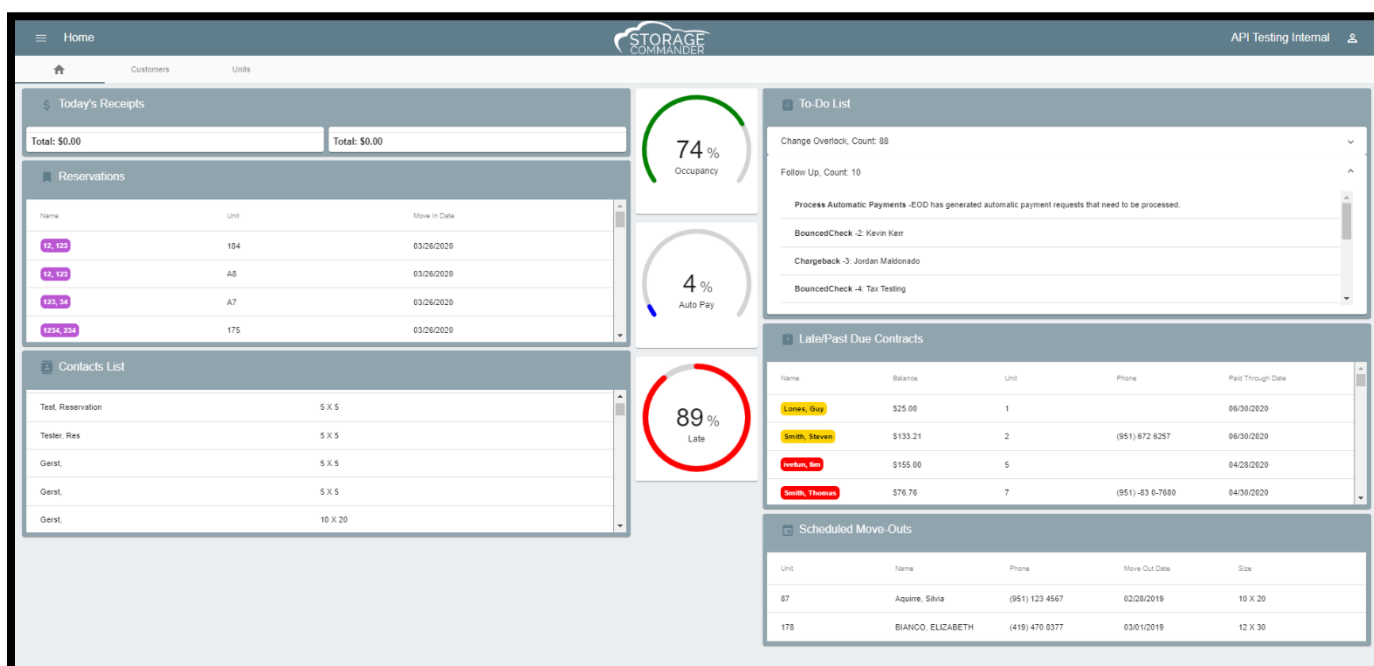 Home
STORAGE
COMMANDER
API Testing Internal
Customers Units
Today's Receipts
Total: $0.00 Total: $0.00
Reservations
Name Unit Move In Date
12, 123 184 03/26/2020
12, 123 A8 03/26/2020
123, 34 A7 03/26/2020
1234, 234 175 03/26/2020
Contacts List
Test, Reservation 5 X 5
Tester, Res 5 X 5
Gerst, 5 X 5
Gerst, 5 X 5
Gerst, 10 X 20
74 %
Occupancy
4 %
Auto Pay
89 %
Late
To-Do List
Change Overlock, Count: 88
Follow Up, Count: 10
Process Automatic Payments -EOD has generated automatic payment requests that need to be processed.
BouncedCheck -2: Kevin Kerr
Chargeback -3: Jordan Maldonado
BouncedCheck -4: Tax Testing
Late/Past Due Contracts
Name Balance Unit Phone Paid Through Date
Lones, Guy $25.00 1 06/30/2020
Smith, Steven $133.21 2 (951) 672 6257 06/30/2020
ivetun, tim $155.00 5 04/28/2020
Smith, Thomas $76.76 7 (951) -83 0-7680 04/30/2020
Scheduled Move-Outs
Unit Name Phone Move Out Date Size
87 Aquirre, Silvia (951) 123 4567 02/28/2019 10 X 20
178 BIANCO, ELIZABETH (419) 470 8377 03/01/2019 12 X 30